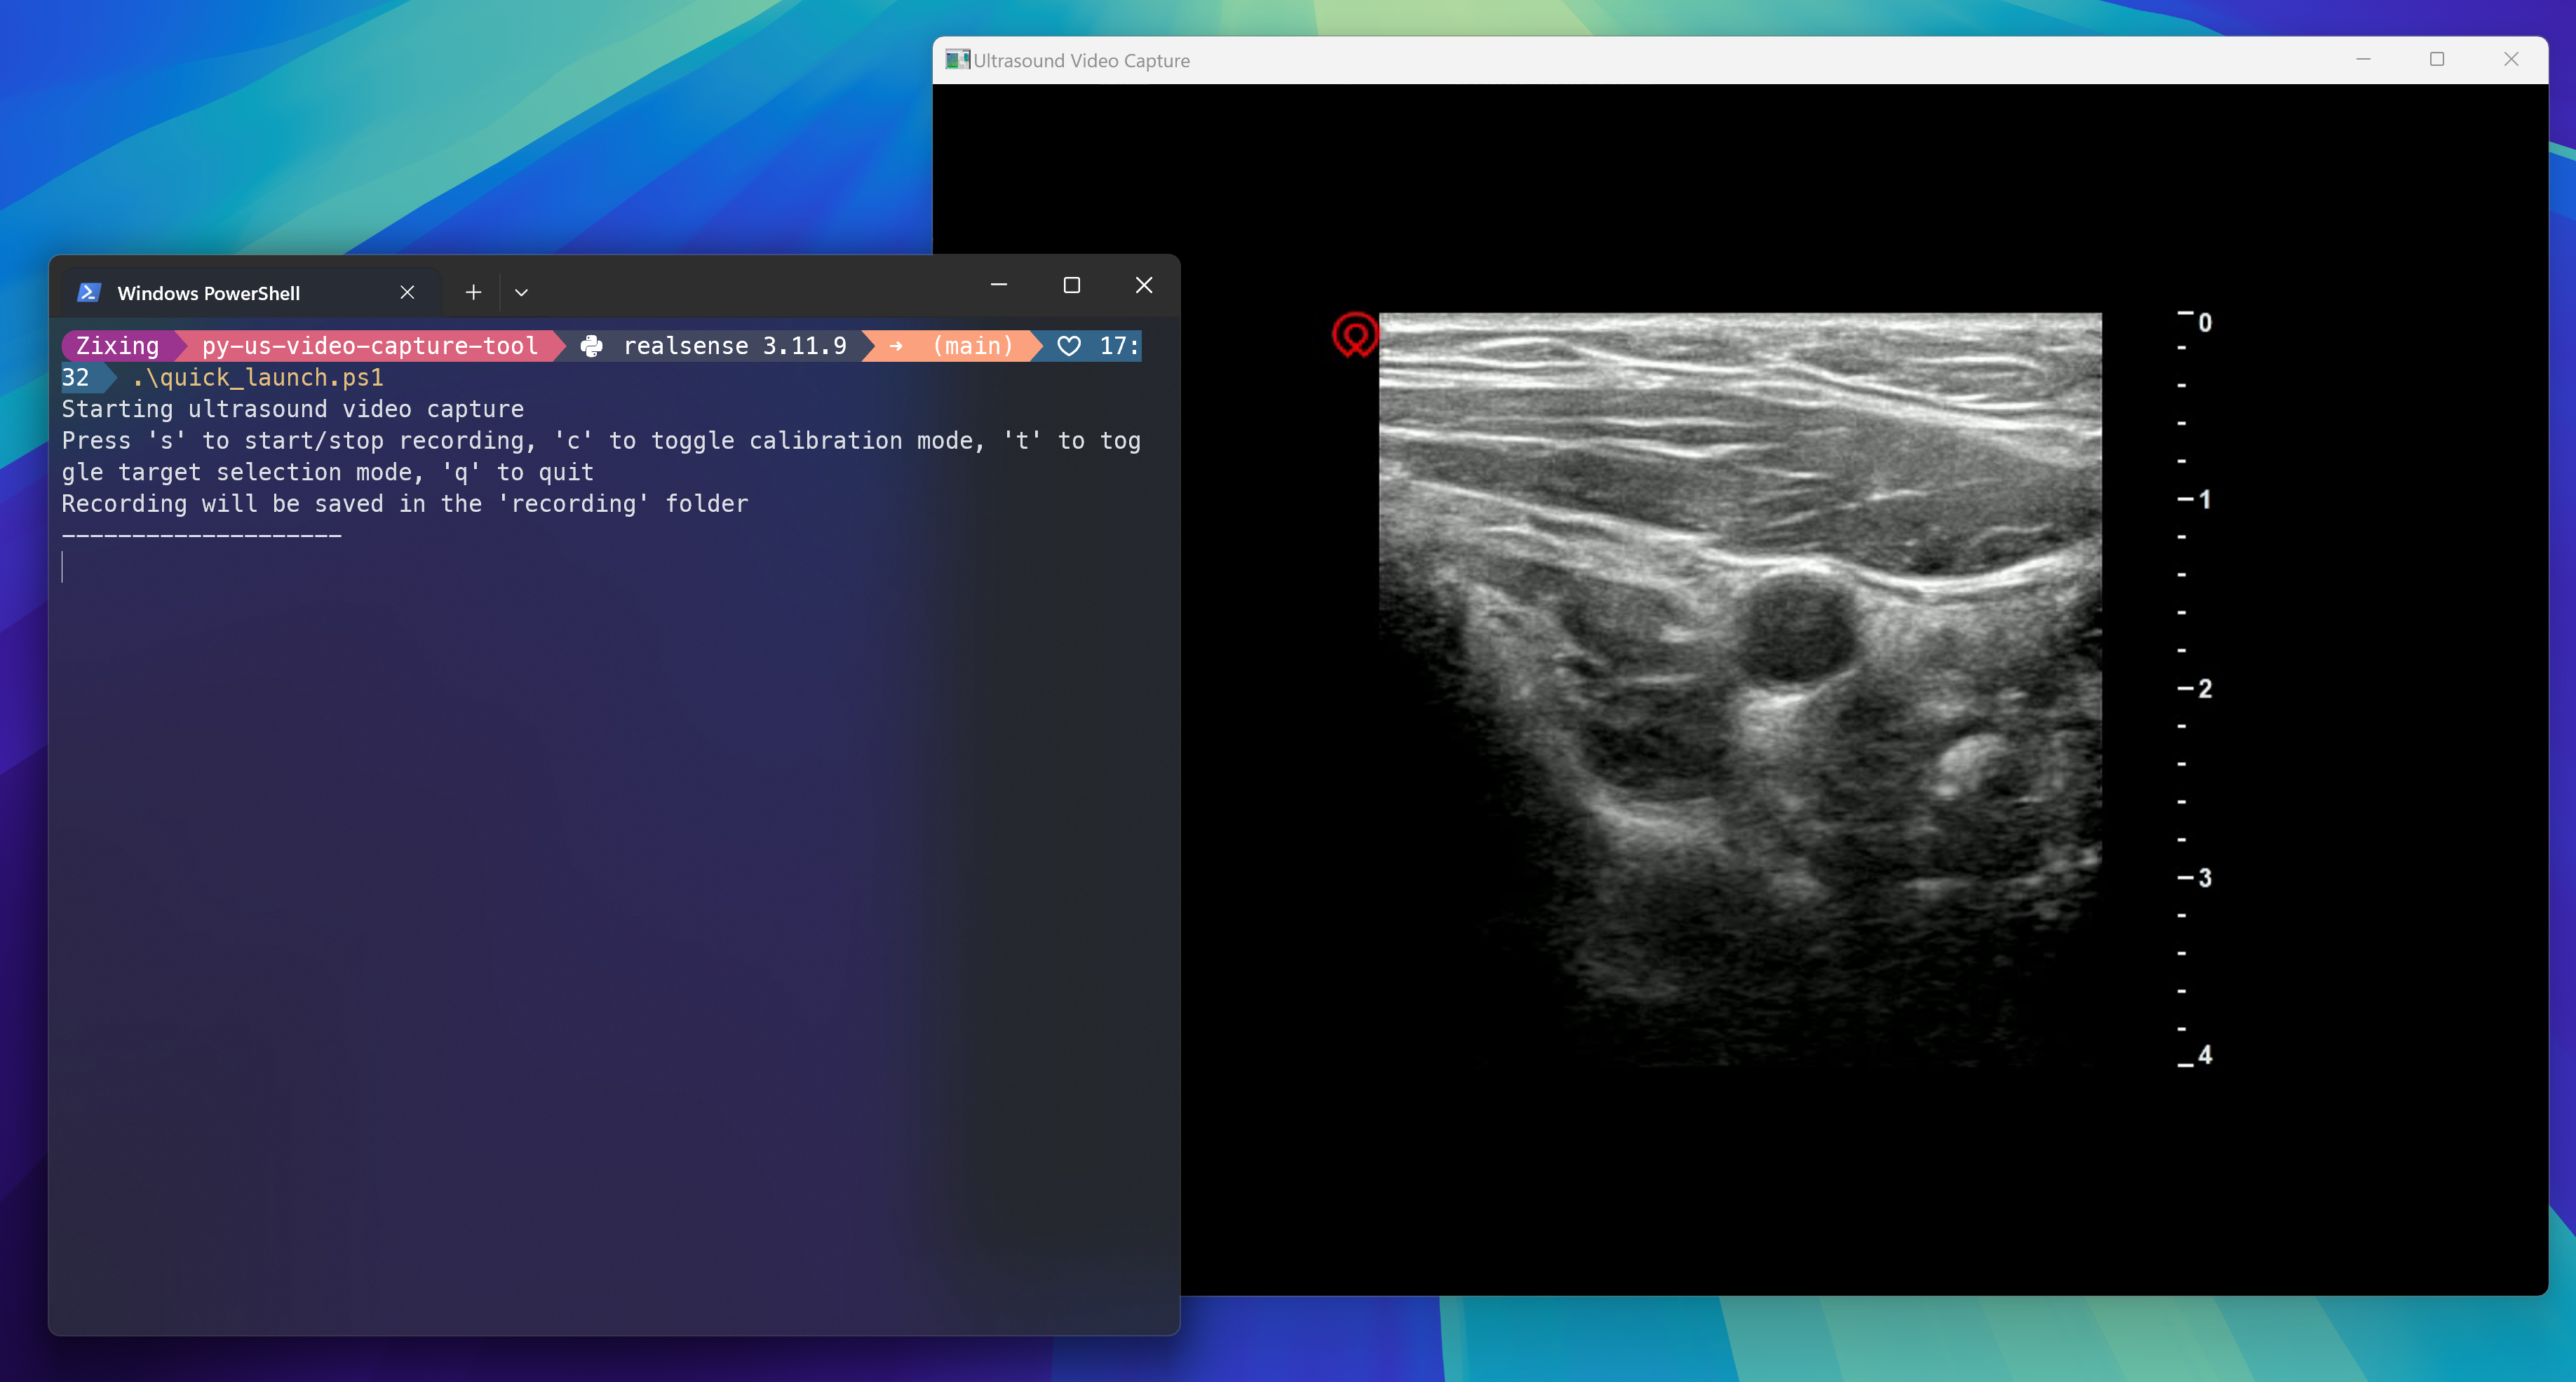 Ultrasound Video Capture
Windows PowerShell
Zixing py-us-video-capture-tool realsense 3.11.9 → (main) ♡ 17:
32 .\quick_launch.ps1
Starting ultrasound video capture
Press 's' to start/stop recording, 'c' to toggle calibration mode, 't' to tog
gle target selection mode, 'q' to quit
Recording will be saved in the 'recording' folder
--------------------
0
1
2
3
4